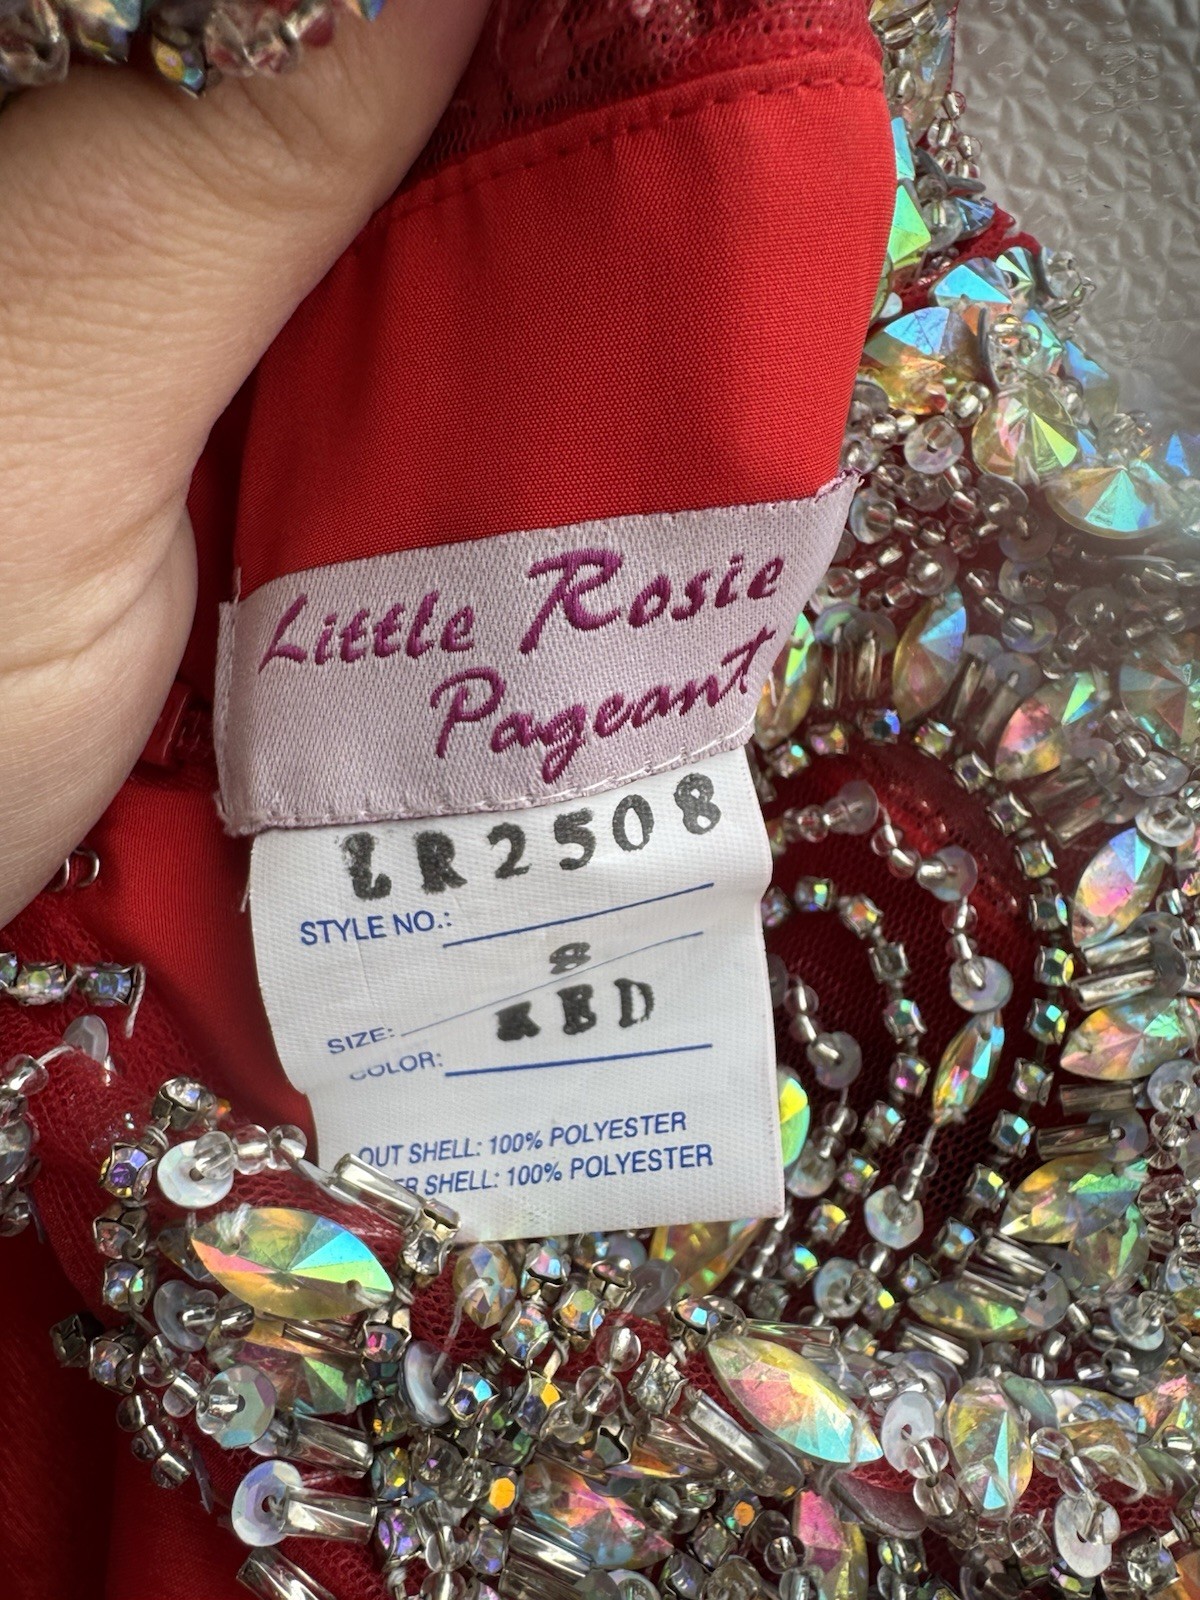 Little Rosie
Pageant
LR2508
STYLE NO.:
8
SIZE:
RED
COLOR:
OUT SHELL: 100% POLYESTER
SHELL: 100% POLYESTER